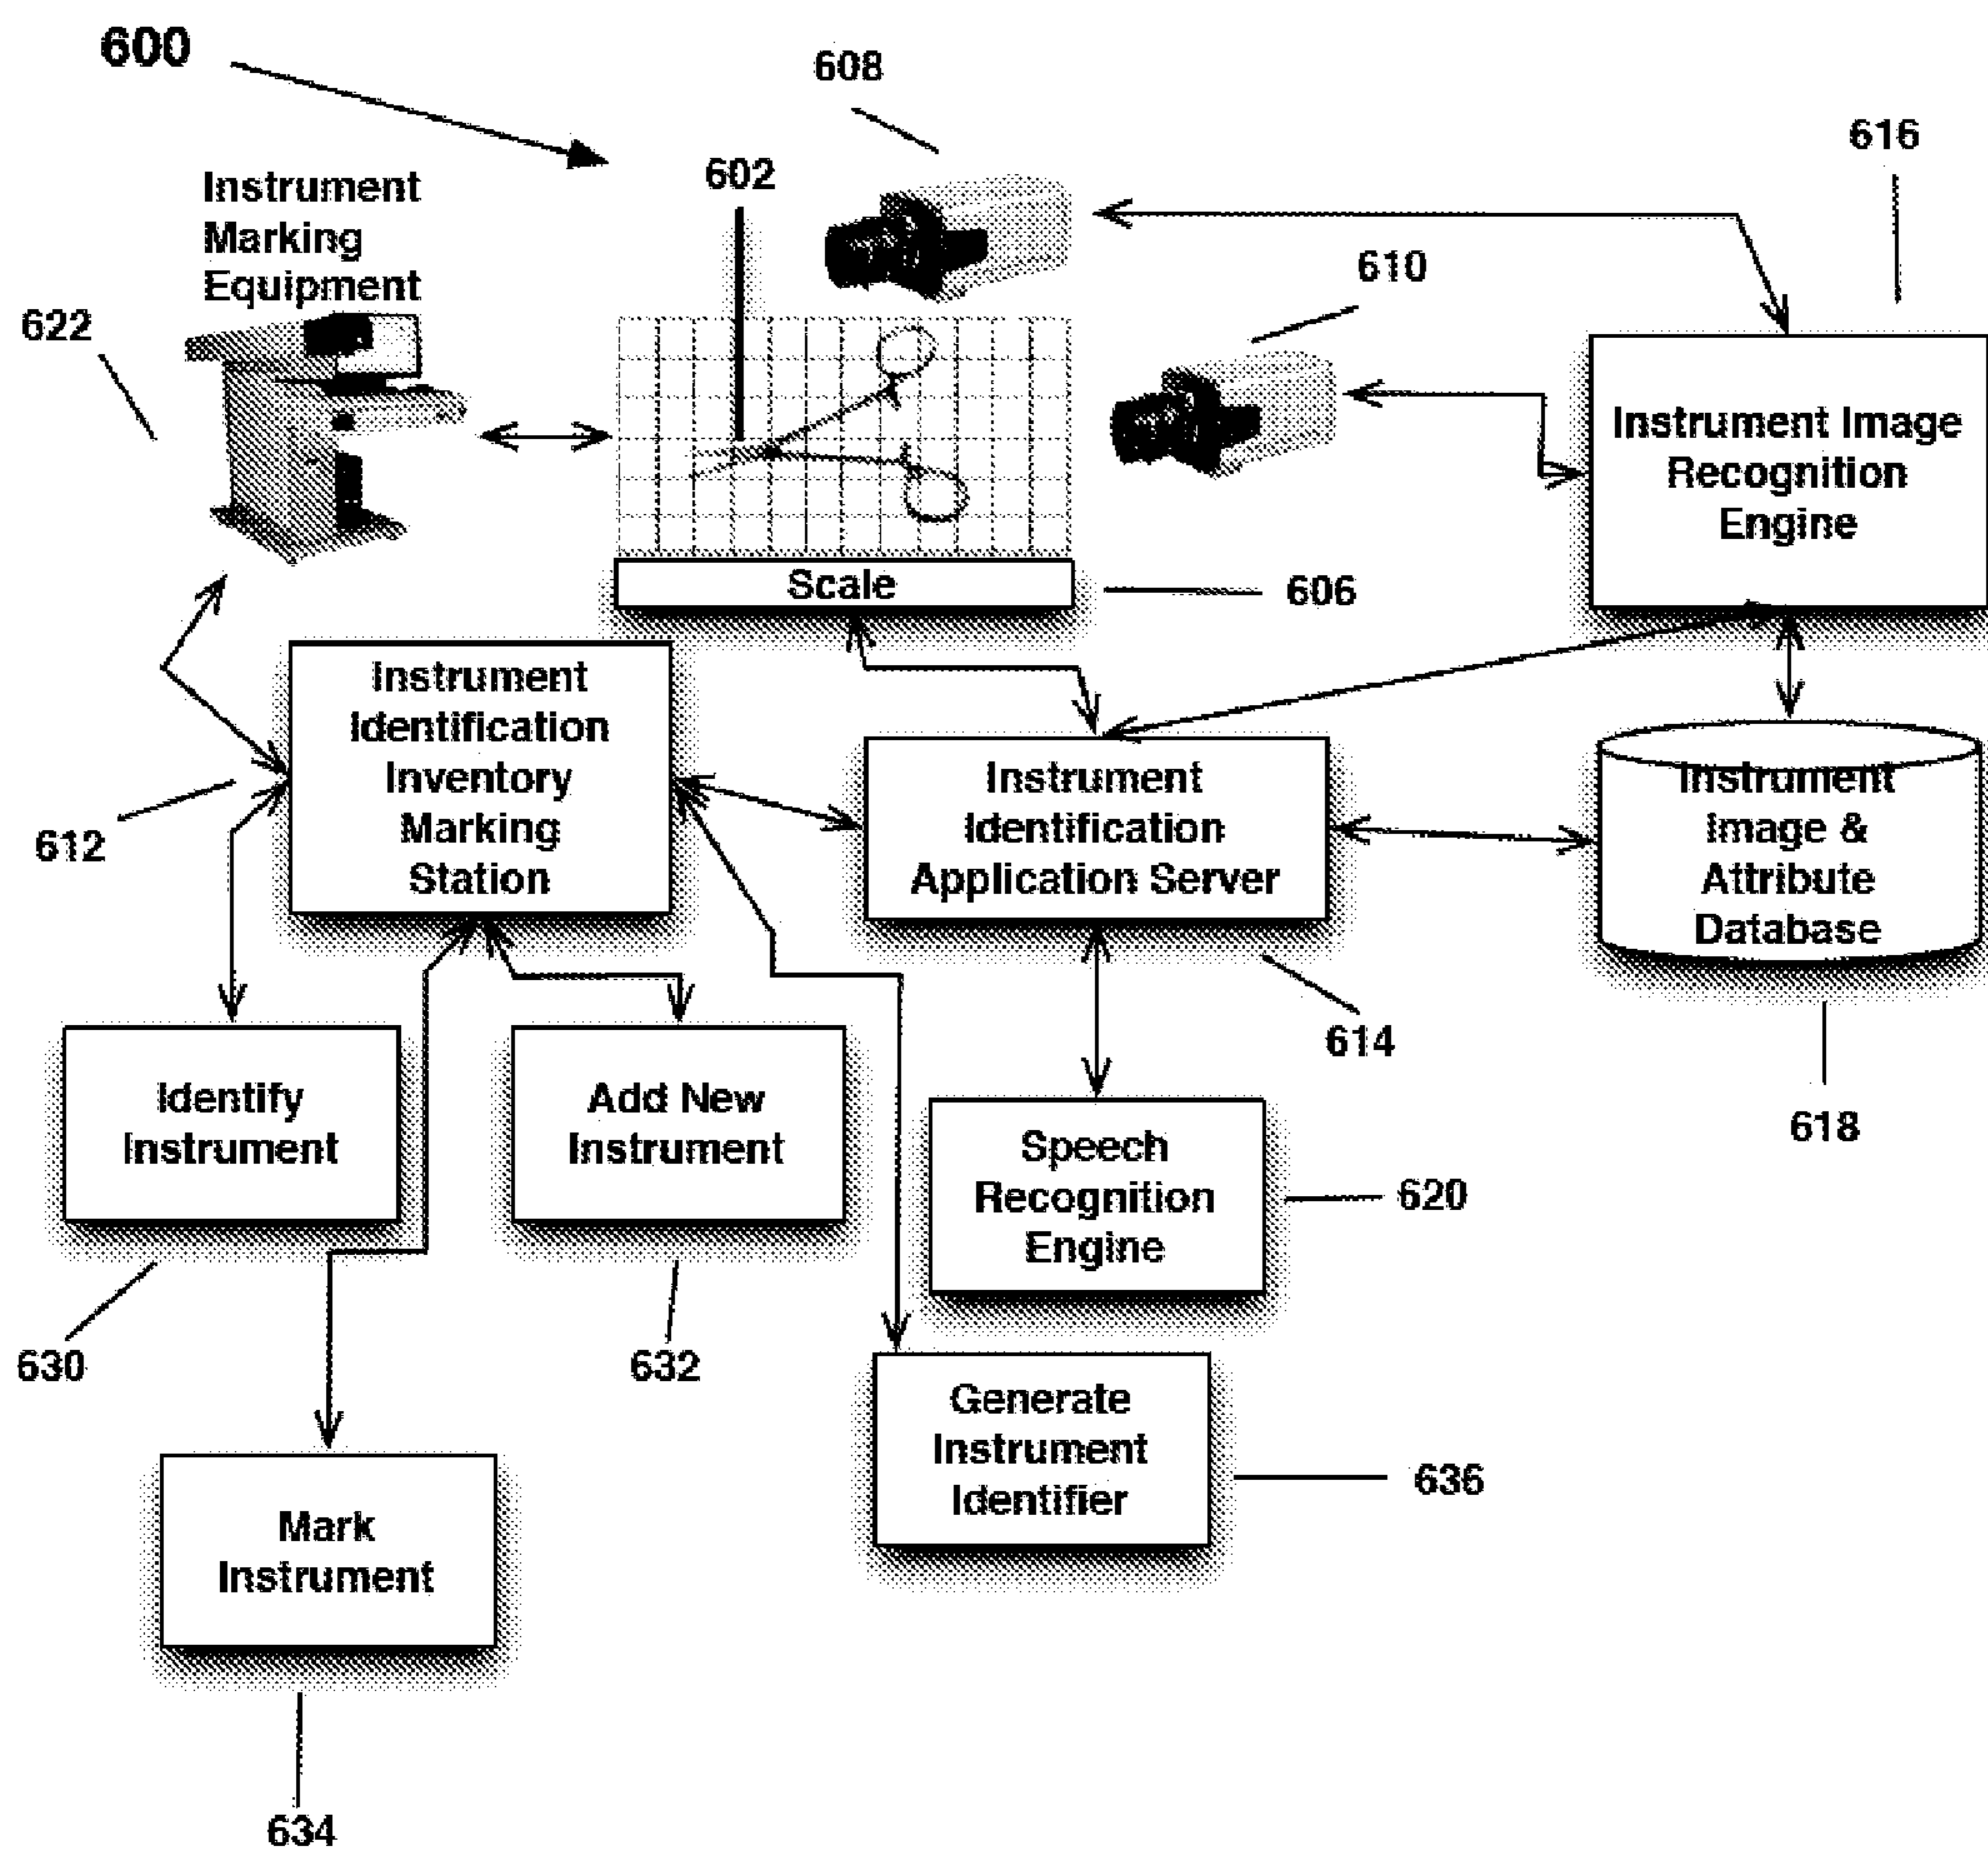 600
608
616
602
Instrument
Marking
Equipment
610
622
Instrument Image
Recognition
Engine
Scale
606
Instrument
Identification
Inventory
Marking
Station
Instrument
Identification
Application Server
Instrument
Image &
Attribute
Database
612
614
618
Identify
Instrument
Add New
Instrument
Speech
Recognition
Engine
620
630
632
Generate
Instrument
Identifier
636
Mark
Instrument
634